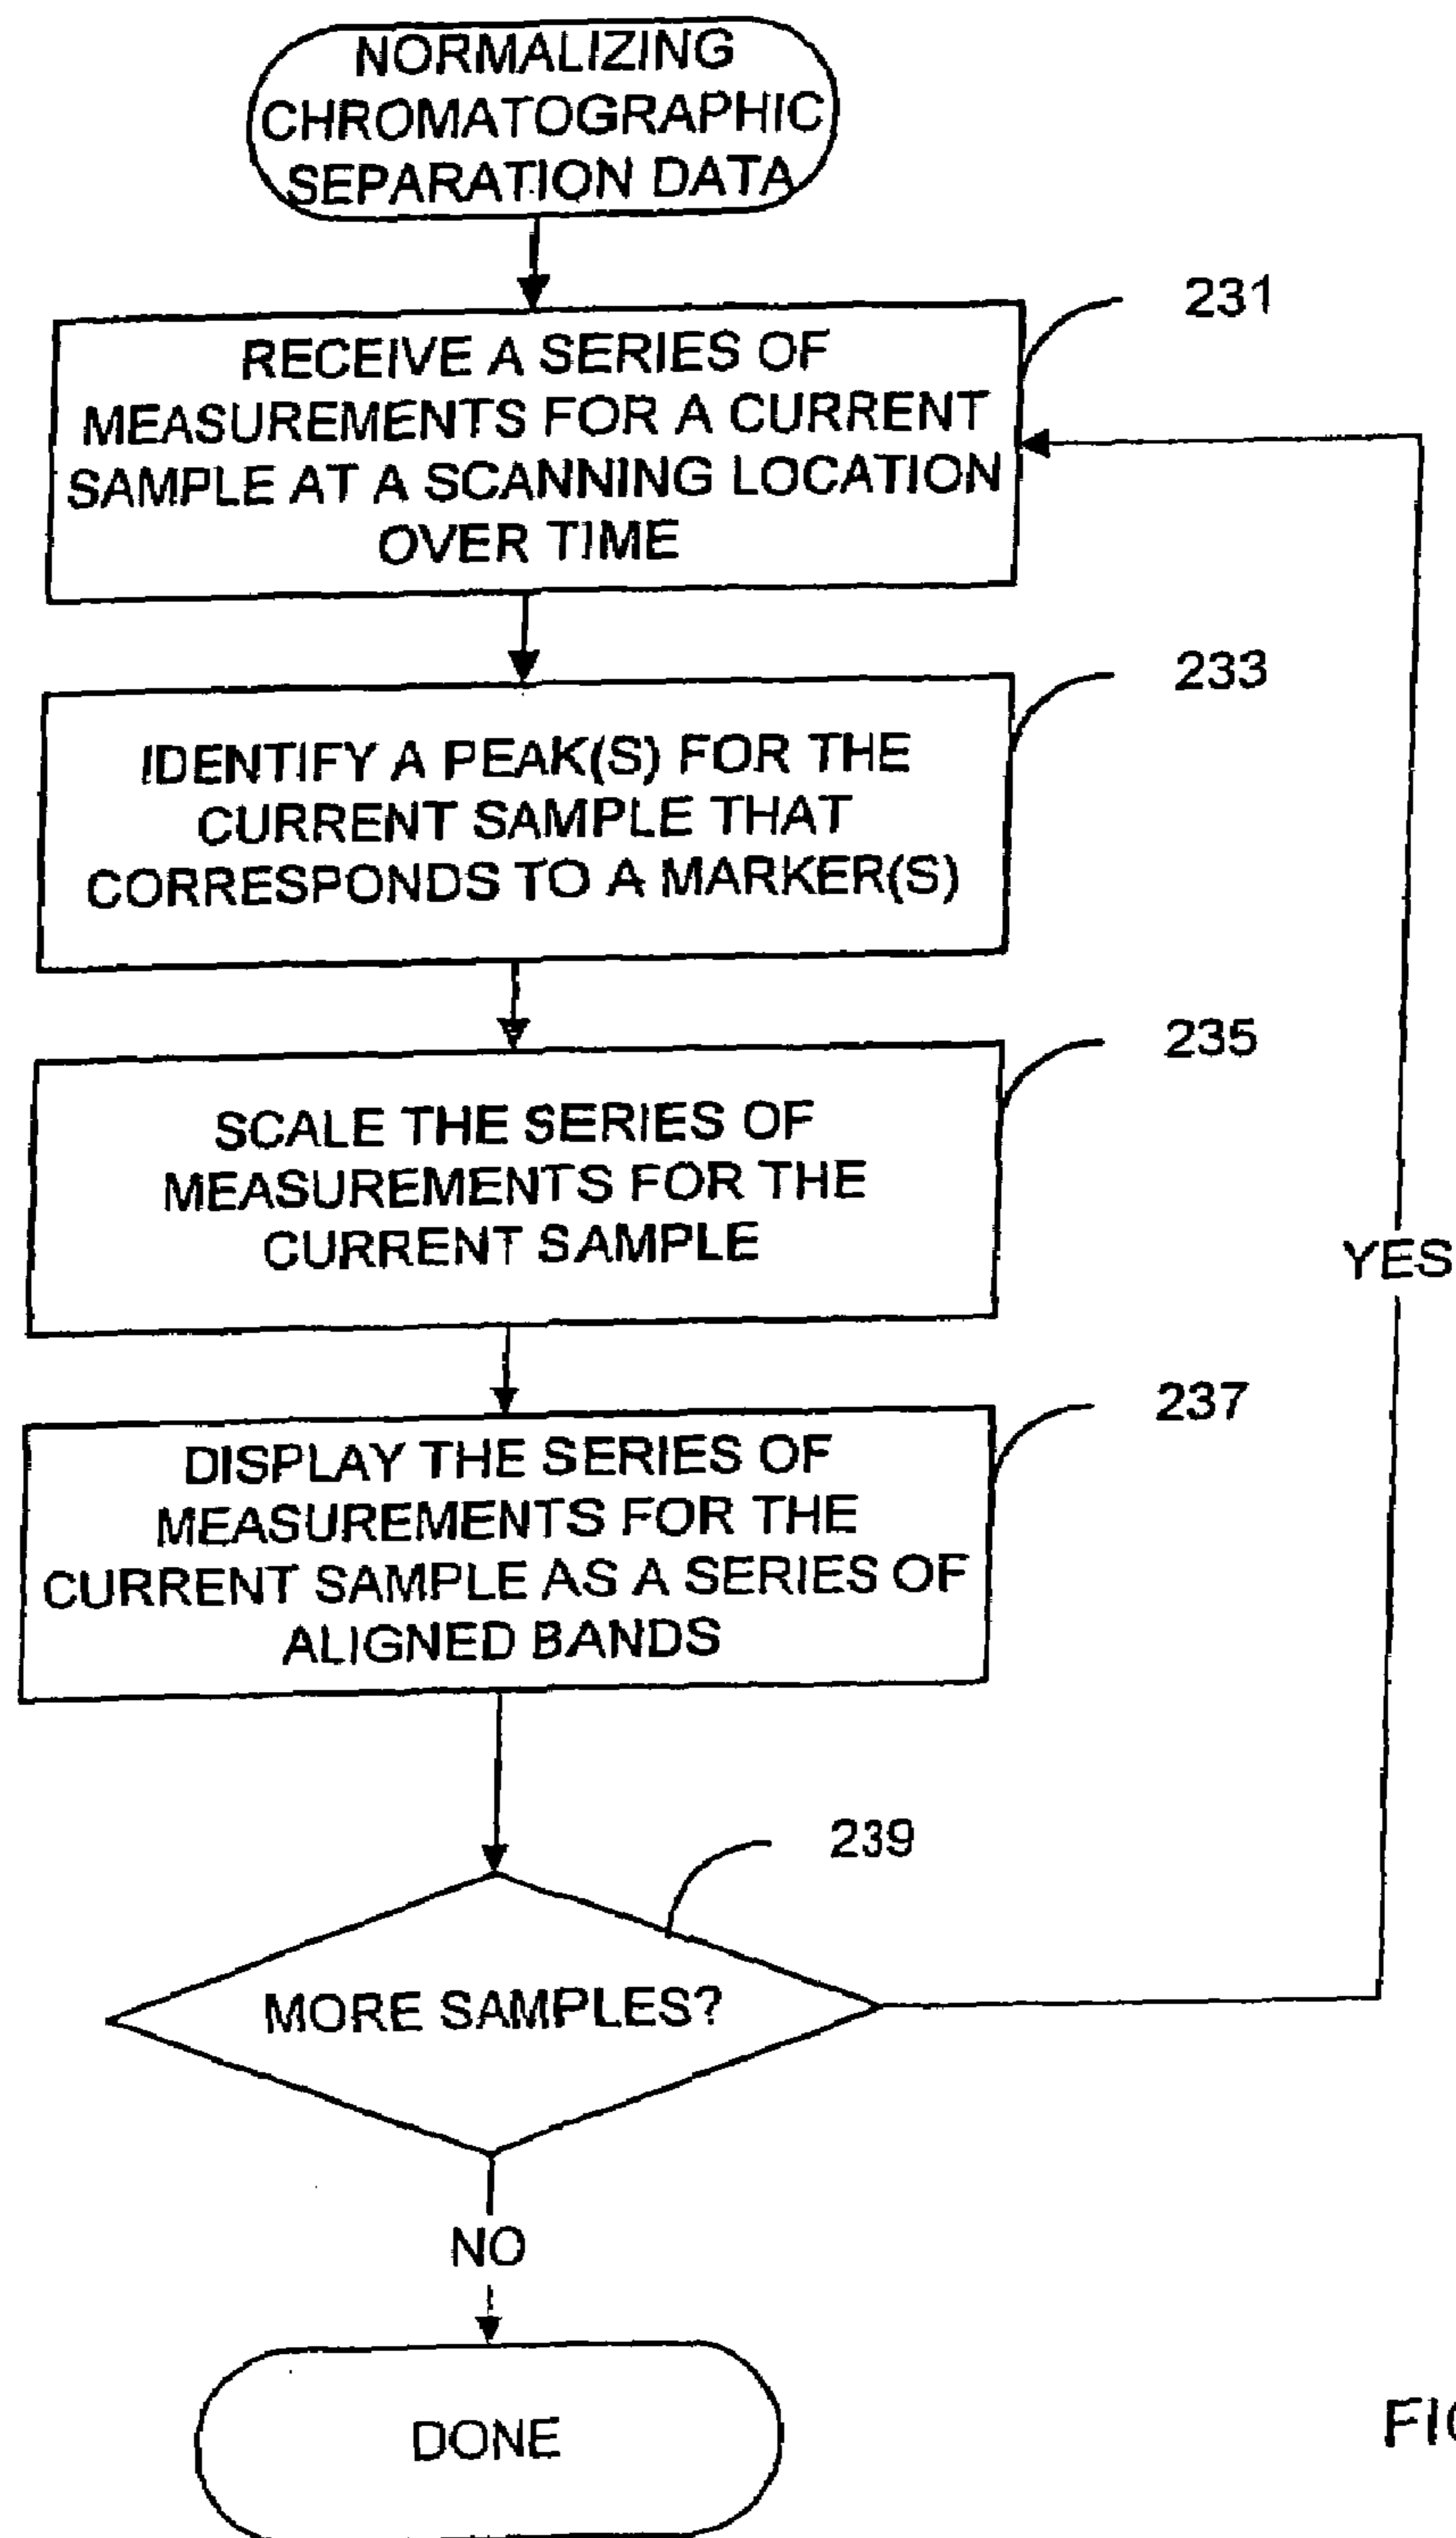 NORMALIZING
CHROMATOGRAPHIC
SEPARATION DATA
231
RECEIVE A SERIES OF
MEASUREMENTS FOR A CURRENT
SAMPLE AT A SCANNING LOCATION
OVER TIME
233
IDENTIFY A PEAK(S) FOR THE
CURRENT SAMPLE THAT
CORRESPONDS TO A MARKER(S)
235
SCALE THE SERIES OF
MEASUREMENTS FOR THE
CURRENT SAMPLE
YES
237
DISPLAY THE SERIES OF
MEASUREMENTS FOR THE
CURRENT SAMPLE AS A SERIES OF
ALIGNED BANDS
239
MORE SAMPLES?
NO
DONE